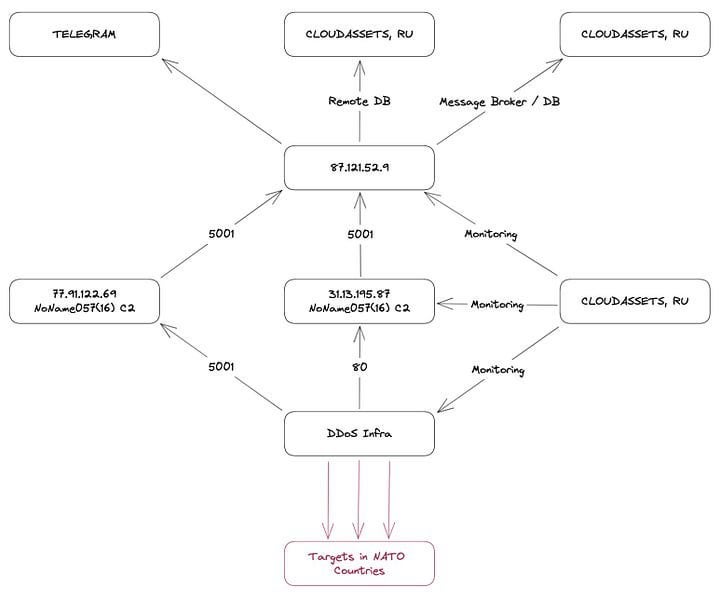 TELEGRAM
CLOUDASSETS, RU
CLOUDASSETS, RU
Remote DB
Message Broker / DB
87.121.52.9
5001
5001
Monitoring
77.91.122.69
NoName057(16) C2
31.13.195.87
NoName057(16) C2
Monitoring
CLOUDASSETS, RU
5001
80
Monitoring
DDoS Infra
Targets in NATO
Countries